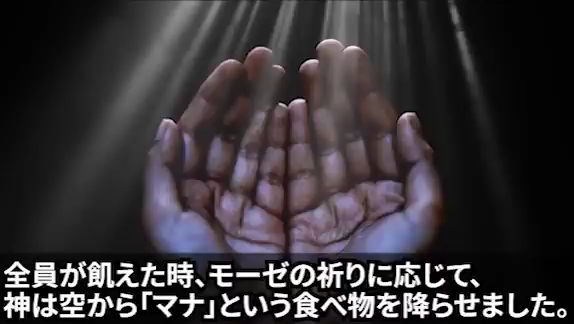 全員が飢えた時、モーゼの祈りに応じて、
神は空から「マナ」という食べ物を降らせました。